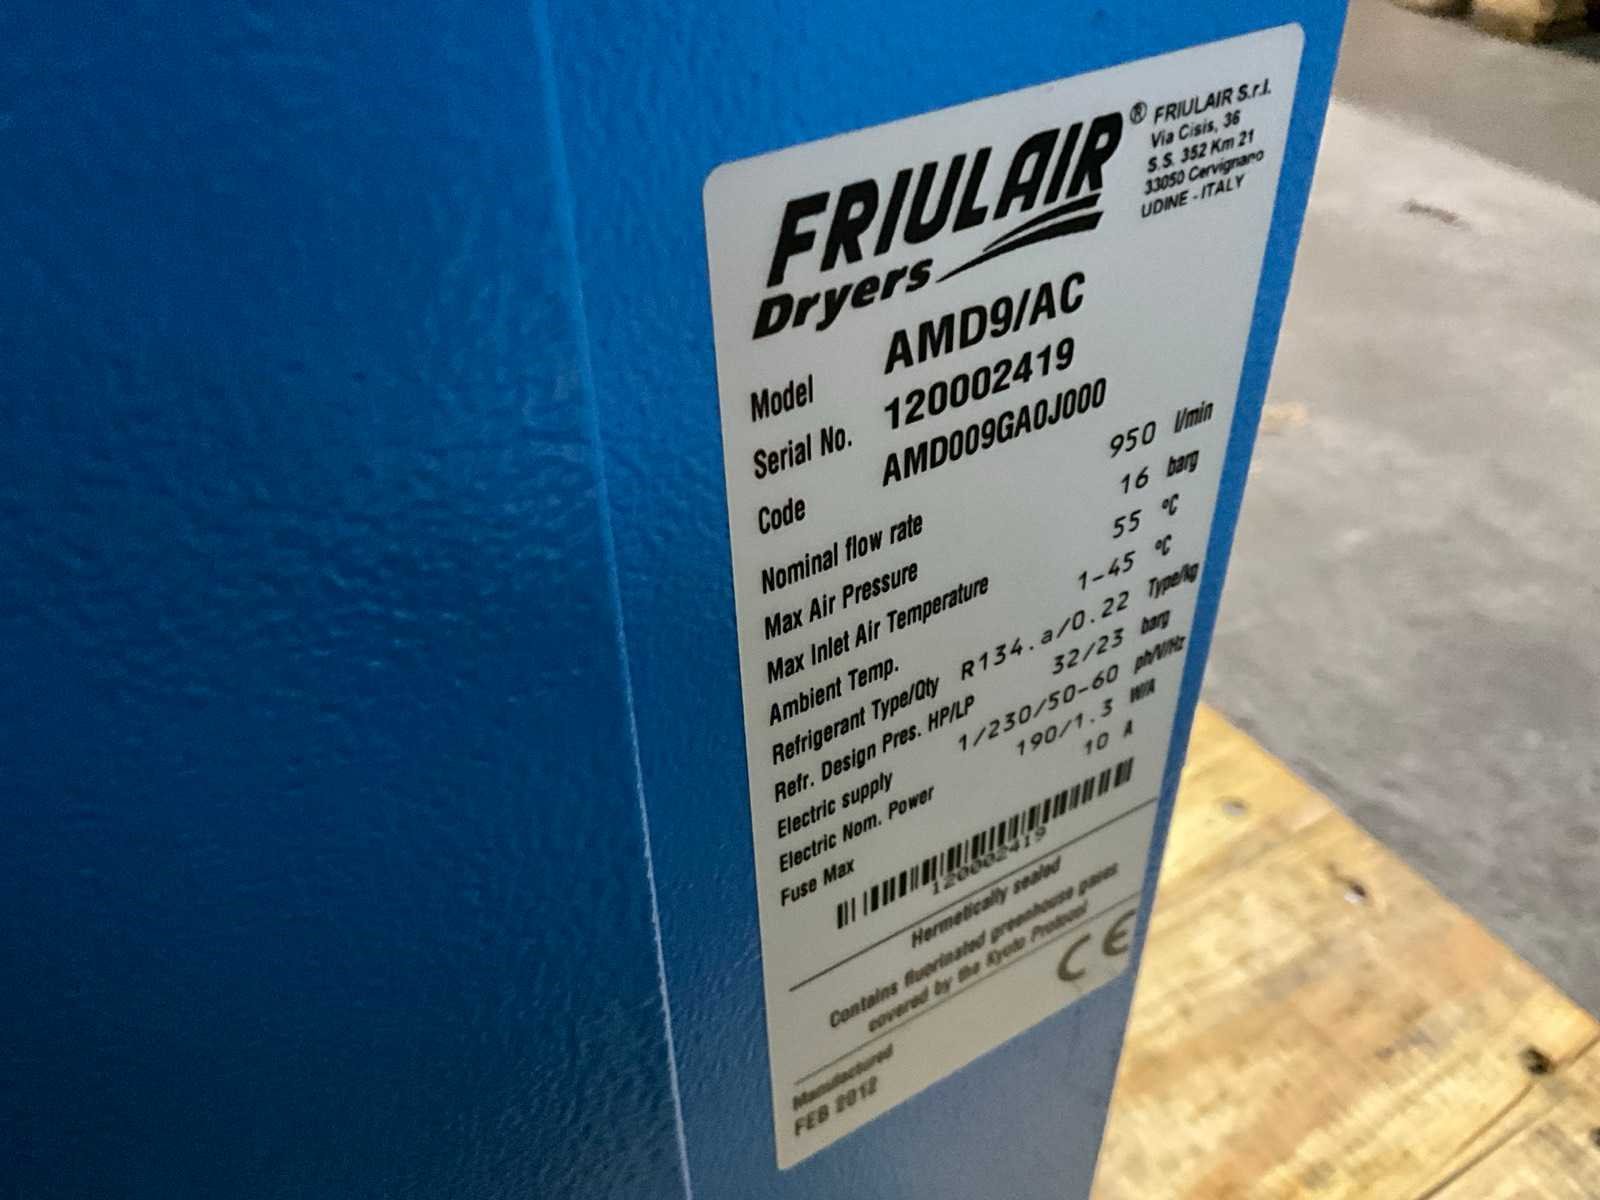 FRIULAIR ®
Dryers
FRIULAIR S.r.l.
Via Cisis, 36
S.S. 352 Km 21
33050 Cervignano
UDINE - ITALY
Model AMD9/AC
Serial No. 120002419
Code AMD009GA0J000
Nominal flow rate 950 l/min
Max Air Pressure 16 barg
Max Inlet Air Temperature 55 °C
Ambient Temp. 1-45 °C
Refrigerant Type/Qty R134.a/0.22 Type/kg
Refr. Design Pres. HP/LP 32/23 barg
Electric supply 1/230/50-60 ph/V/Hz
Electric Nom. Power 190/1.3 W/A
Fuse Max 10 A
120002419
Hermetically sealed
Contains fluorinated greenhouse gases
covered by the Kyoto Protocol
CE
Manufactured
FEB 2012